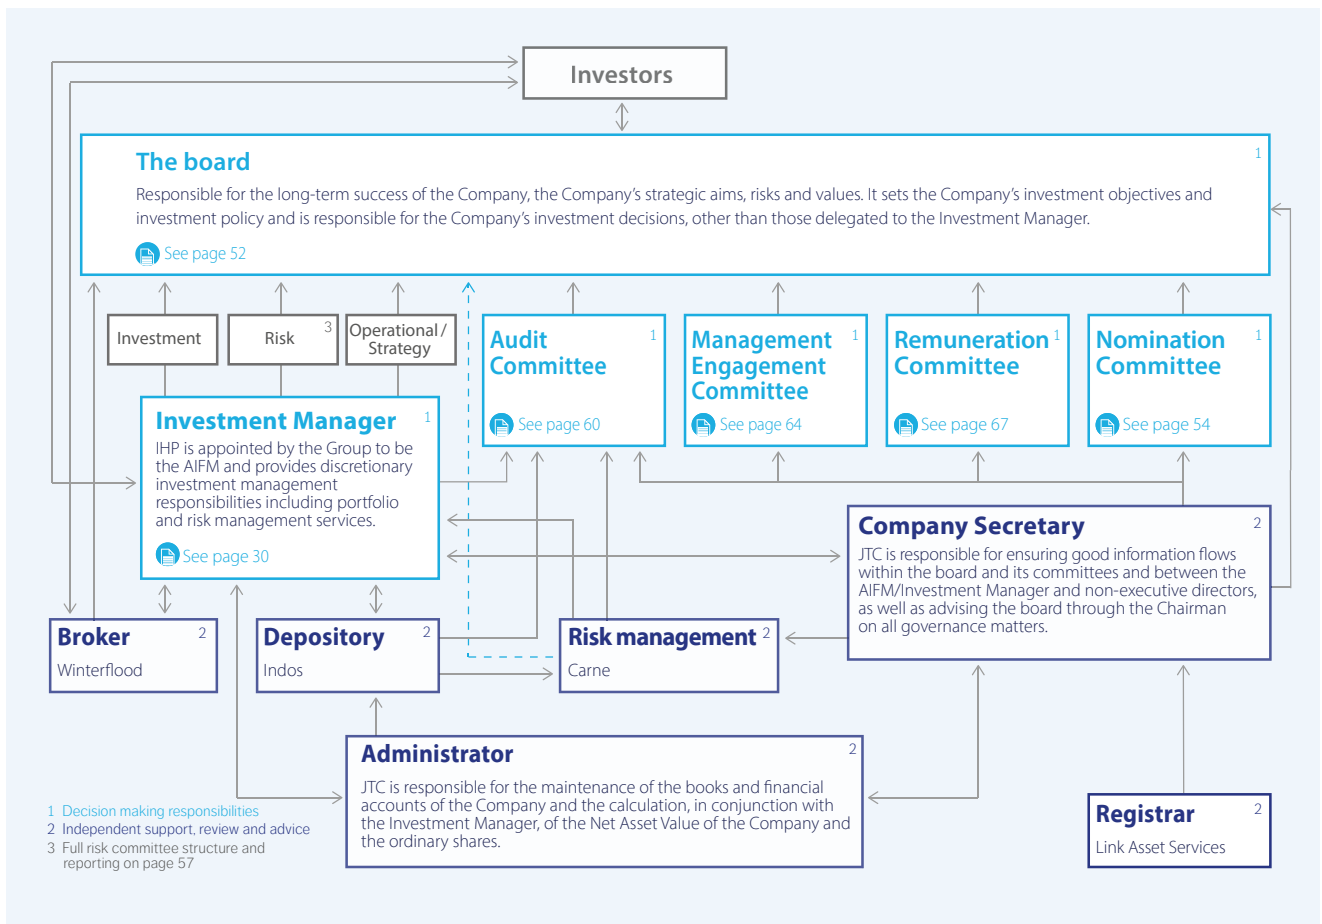 Investors
The board
1
Responsible for the long-term success of the Company, the Company’s strategic aims, risks and values. It sets the Company’s investment objectives and
investment policy and is responsible for the Company’s investment decisions, other than those delegated to the Investment Manager.
See page 52
Investment
Risk
3
Operational /
Strategy
Audit
Committee
1
See page 60
Management
Engagement
Committee
1
See page 64
Remuneration
Committee
1
See page 67
Nomination
Committee
1
See page 54
Investment Manager
1
IHP is appointed by the Group to be
the AIFM and provides discretionary
investment management
responsibilities including portfolio
and risk management services.
See page 30
Company Secretary
2
JTC is responsible for ensuring good information flows
within the board and its committees and between the
AIFM/Investment Manager and non-executive directors,
as well as advising the board through the Chairman
on all governance matters.
Broker
2
Winterflood
Depository
2
Indos
Risk management
2
Carne
Administrator
2
JTC is responsible for the maintenance of the books and financial
accounts of the Company and the calculation, in conjunction with
the Investment Manager, of the Net Asset Value of the Company and
the ordinary shares.
Registrar
2
Link Asset Services
1 Decision making responsibilities
2 Independent support, review and advice
3 Full risk committee structure and
reporting on page 57